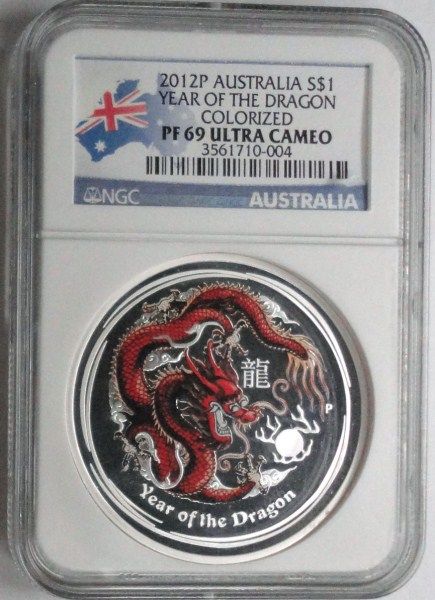 2012P AUSTRALIA S$1
YEAR OF THE DRAGON
COLORIZED
PF 69 ULTRA CAMEO
3561710-004
NGC
AUSTRALIA
龍
P
Year of the Dragon